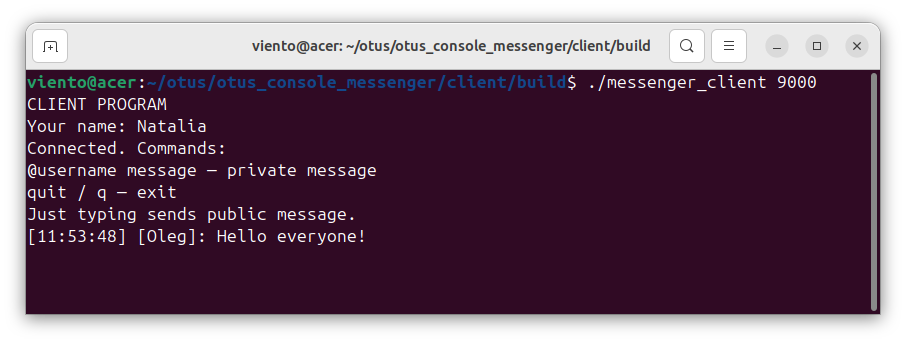 viento@acer: ~/otus/otus_console_messenger/client/build
viento@acer:~/otus/otus_console_messenger/client/build$ ./messenger_client 9000
CLIENT PROGRAM
Your name: Natalia
Connected. Commands:
@username message — private message
quit / q — exit
Just typing sends public message.
[11:53:48] [Oleg]: Hello everyone!